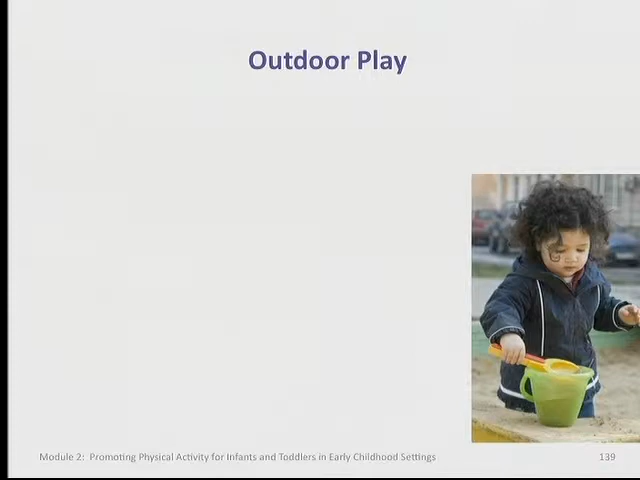 Outdoor Play
Module 2:  Promoting Physical Activity for Infants and Toddlers in Early Childhood Settings
139